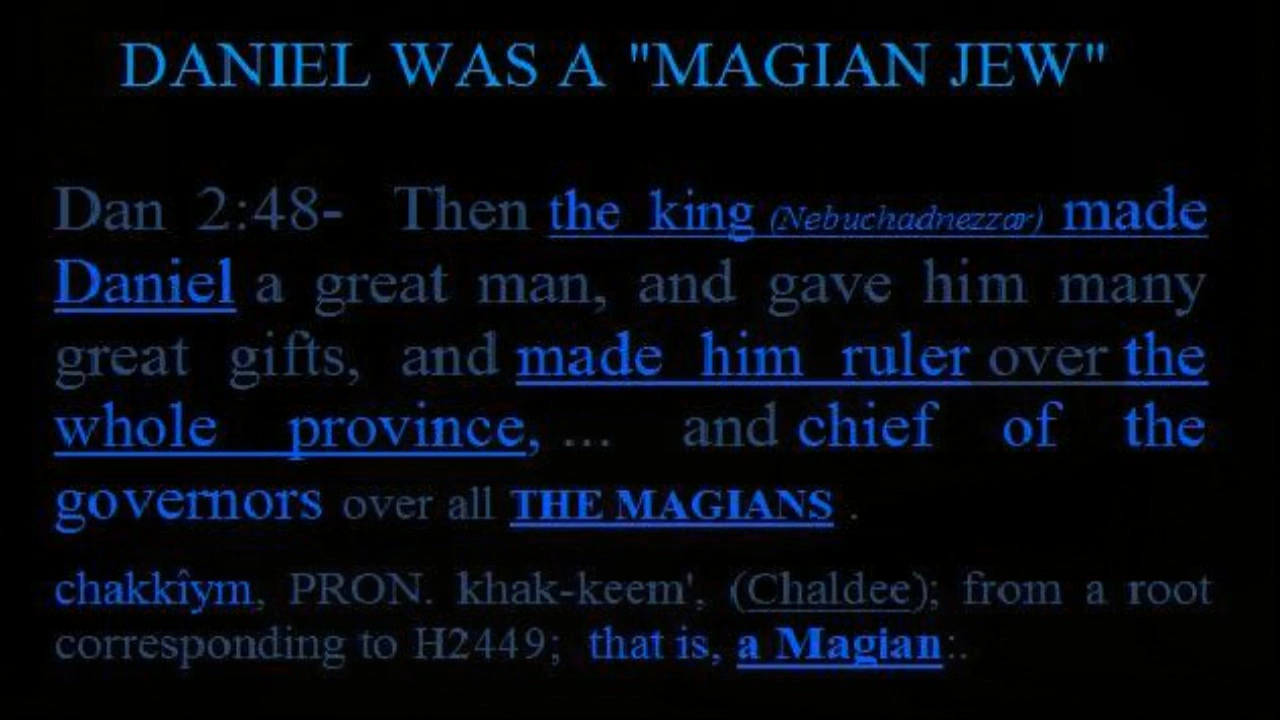 DANIEL WAS A "MAGIAN JEW"
Dan 2:48- Then the king (Nebuchadnezzar) made
Daniel a great man, and gave him many
great gifts, and made him ruler over the
whole province, ... and chief of the
governors over all THE MAGIANS .
chakkîym, PRON. khak-keem', (Chaldee); from a root
corresponding to H2449; that is, a Magian:.